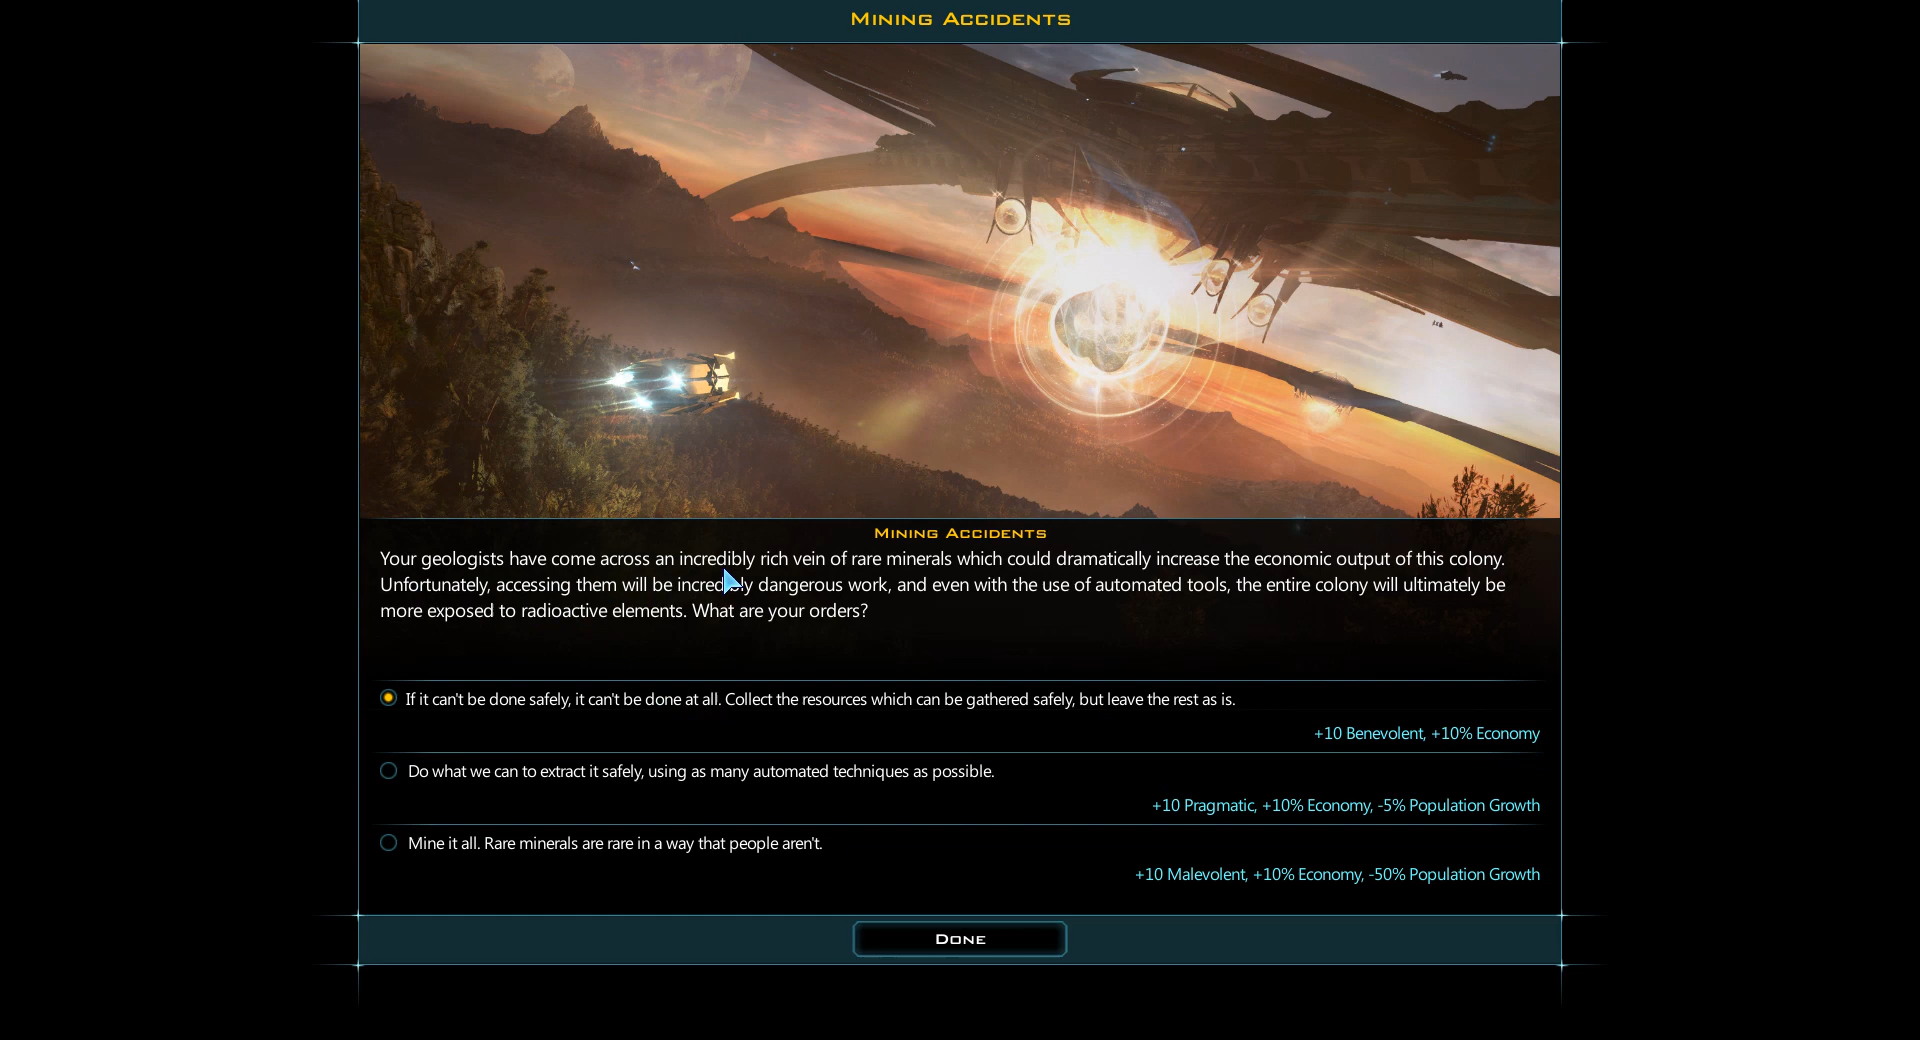 Mining Accidents
Mining Accidents
Your geologists have come across an incredibly rich vein of rare minerals which could dramatically increase the economic output of this colony.
Unfortunately, accessing them will be incredibly dangerous work, and even with the use of automated tools, the entire colony will ultimately be
more exposed to radioactive elements. What are your orders?
If it can't be done safely, it can't be done at all. Collect the resources which can be gathered safely, but leave the rest as is.
+10 Benevolent, +10% Economy
Do what we can to extract it safely, using as many automated techniques as possible.
+10 Pragmatic, +10% Economy, -5% Population Growth
Mine it all. Rare minerals are rare in a way that people aren't.
+10 Malevolent, +10% Economy, -50% Population Growth
Done